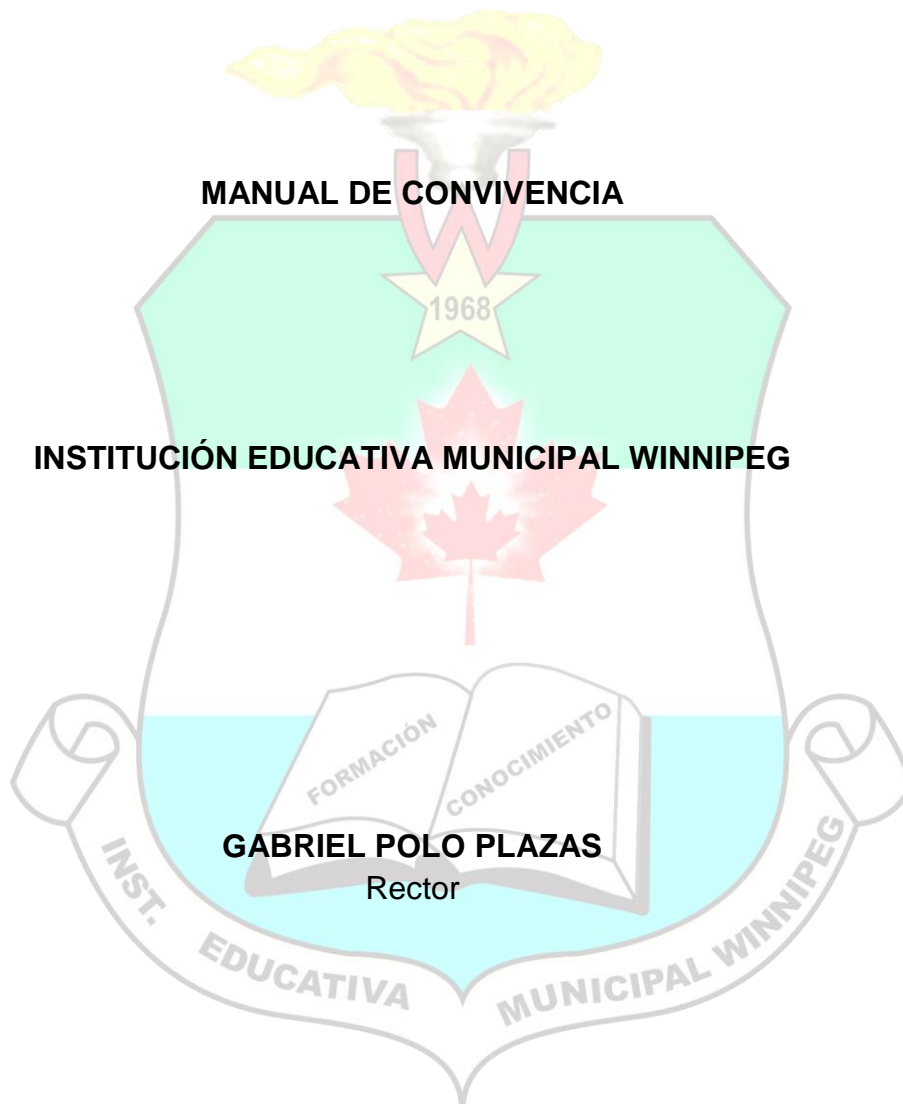 MANUAL DE CONVIVENCIA
W
1968
INSTITUCIÓN EDUCATIVA MUNICIPAL WINNIPEG
FORMACIÓN
CONOCIMIENTO
GABRIEL POLO PLAZAS
Rector
INST. EDUCATIVA MUNICIPAL WINNIPEG